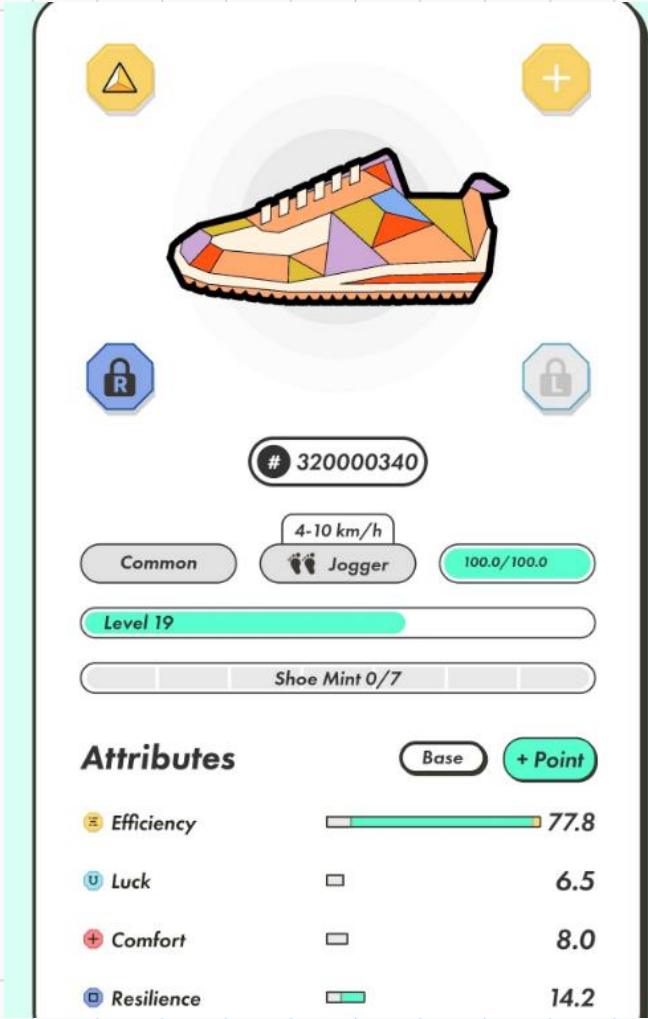 R
L
# 320000340
4-10 km/h
Common
Jogger
100.0/100.0
Level 19
Shoe Mint 0/7
Attributes
Base
+ Point
Efficiency 77.8
Luck 6.5
Comfort 8.0
Resilience 14.2